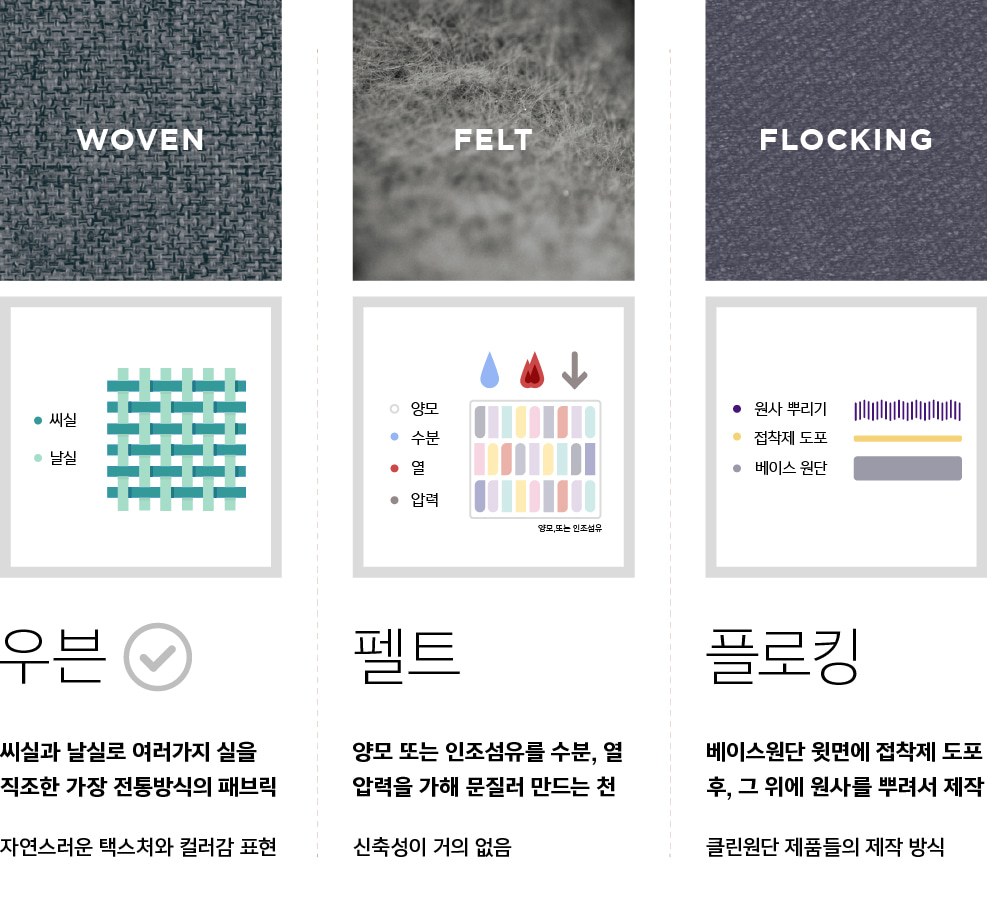 WOVEN
씨실
날실
우븐
씨실과 날실로 여러가지 실을
직조한 가장 전통방식의 패브릭
자연스러운 택스처와 컬러감 표현
FELT
양모
수분
열
압력
양모,또는 인조섬유
펠트
양모 또는 인조섬유를 수분, 열
압력을 가해 문질러 만드는 천
신축성이 거의 없음
FLOCKING
원사 뿌리기
접착제 도포
베이스 원단
플로킹
베이스원단 윗면에 접착제 도포
후, 그 위에 원사를 뿌려서 제작
클린원단 제품들의 제작 방식